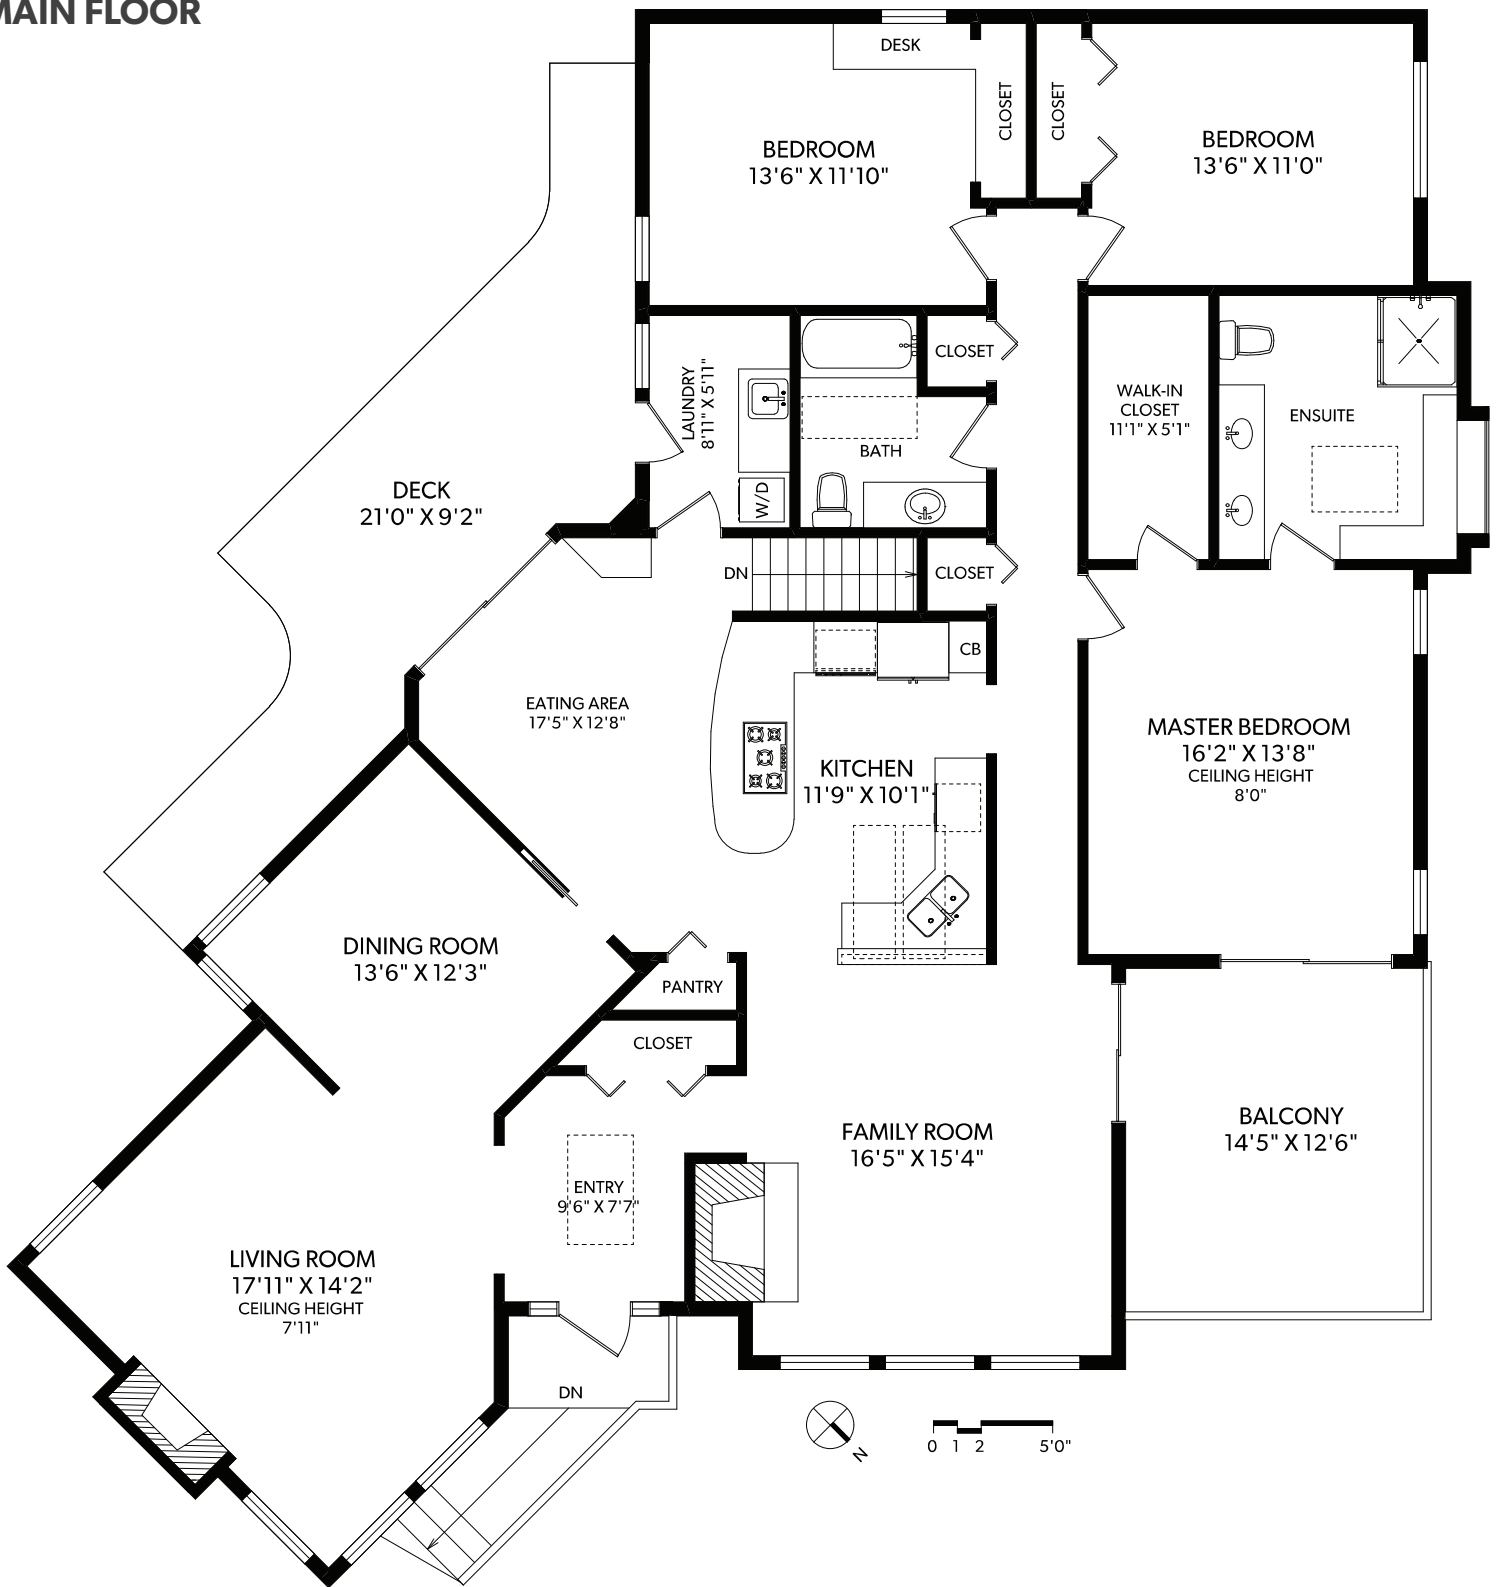 MAIN FLOOR
DESK
CLOSET
CLOSET
BEDROOM
13'6" X 11'10"
BEDROOM
13'6" X 11'0"
CLOSET
LAUNDRY
8'11" X 5'11"
WALK-IN
CLOSET
11'1" X 5'1"
ENSUITE
BATH
W/D
DECK
21'0" X 9'2"
DN
CLOSET
CB
EATING AREA
17'5" X 12'8"
MASTER BEDROOM
16'2" X 13'8"
CEILING HEIGHT
8'0"
KITCHEN
11'9" X 10'1"
DINING ROOM
13'6" X 12'3"
PANTRY
CLOSET
FAMILY ROOM
16'5" X 15'4"
BALCONY
14'5" X 12'6"
ENTRY
9'6" X 7'7"
LIVING ROOM
17'11" X 14'2"
CEILING HEIGHT
7'11"
DN
N
0 1 2 5'0"